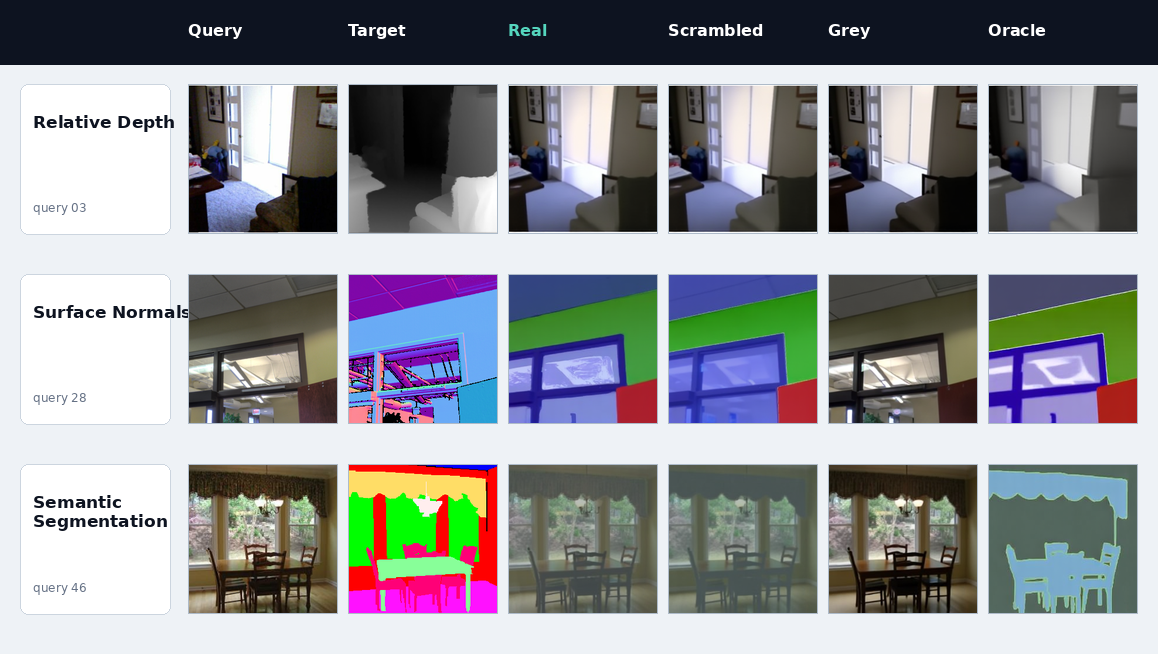 Query Target Real Scrambled Grey Oracle
Relative Depth
query 03
Surface Normals
query 28
Semantic
Segmentation
query 46